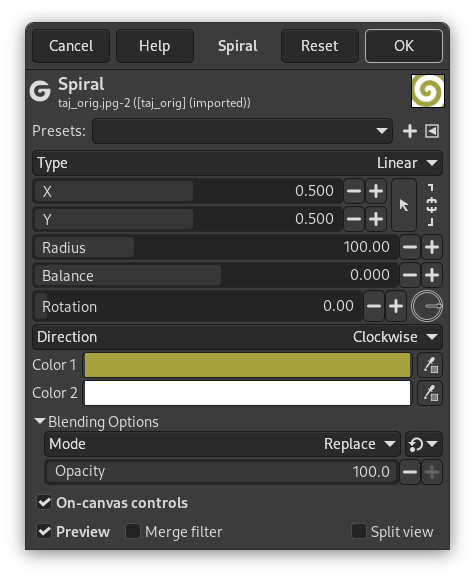 Cancel Help Spiral Reset OK
Spiral
taj_orig.jpg-2 ([taj_orig] (imported))
Presets:
Type Linear
X 0.500
Y 0.500
Radius 100.00
Balance 0.000
Rotation 0.00
Direction Clockwise
Color 1
Color 2
Blending Options
Mode Replace
Opacity 100.0
On-canvas controls
Preview Merge filter Split view